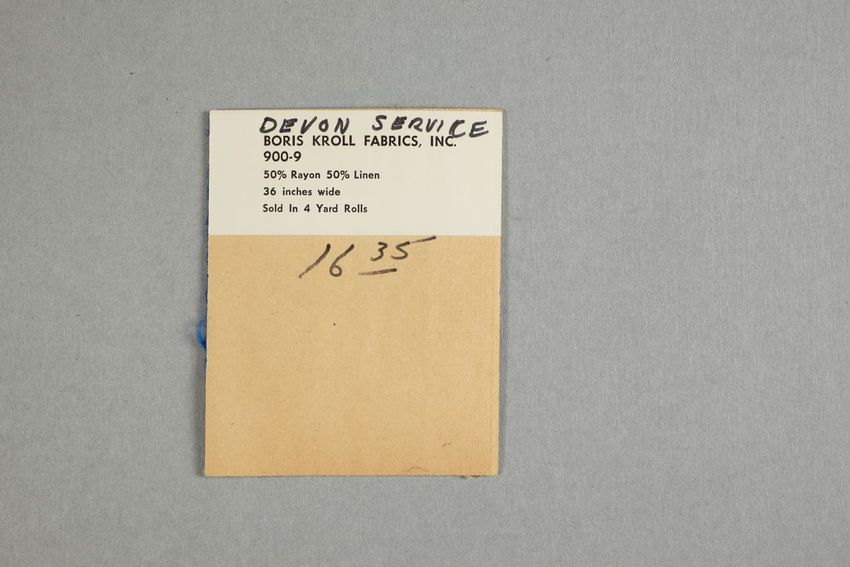 DEVON SERVICE
BORIS KROLL FABRICS, INC.
900-9
50% Rayon 50% Linen
36 inches wide
Sold In 4 Yard Rolls
16 35